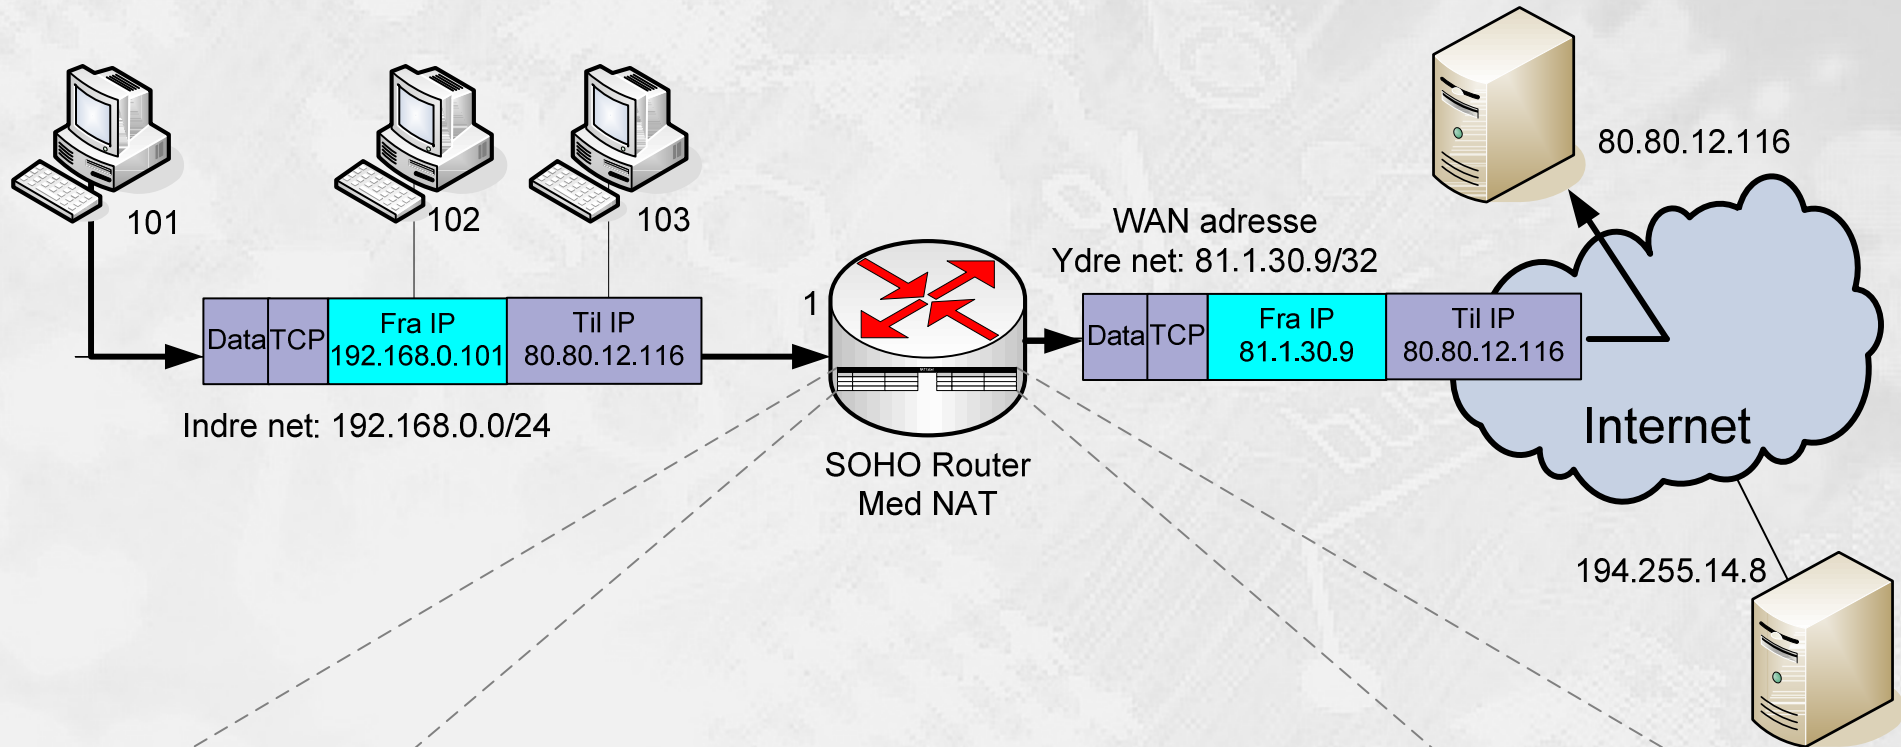 80.80.12.116
101
102
103
WAN adresse
Ydre net: 81.1.30.9/32
1
Data
TCP
Fra IP
192.168.0.101
Til IP
80.80.12.116
Data
TCP
Fra IP
81.1.30.9
Til IP
80.80.12.116
Indre net: 192.168.0.0/24
Internet
SOHO Router
Med NAT
194.255.14.8